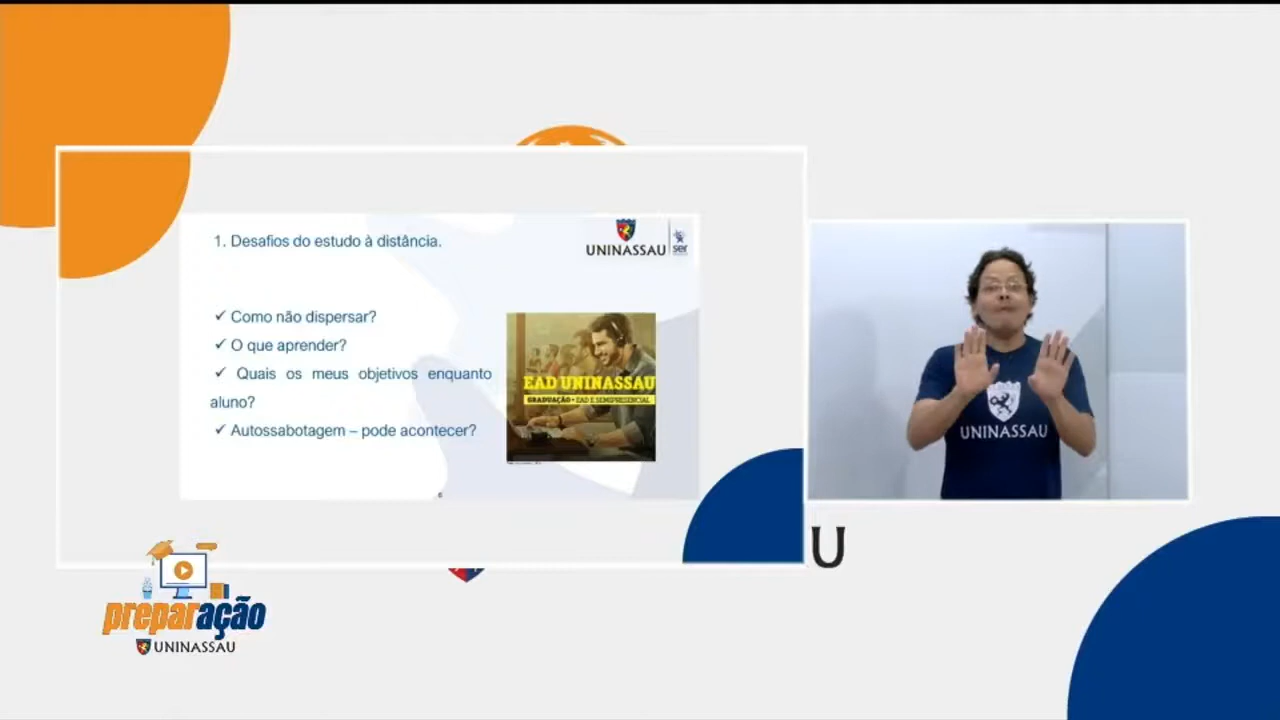 1. Desafios do estudo à distância.
UNINASSAU
ser
✓ Como não dispersar?
✓ O que aprender?
✓ Quais os meus objetivos enquanto
aluno?
✓ Autossabotagem – pode acontecer?
EAD UNINASSAU
GRADUAÇÃO • EAD E SEMIPRESENCIAL
6
UNINASSAU
U
preparação
UNINASSAU